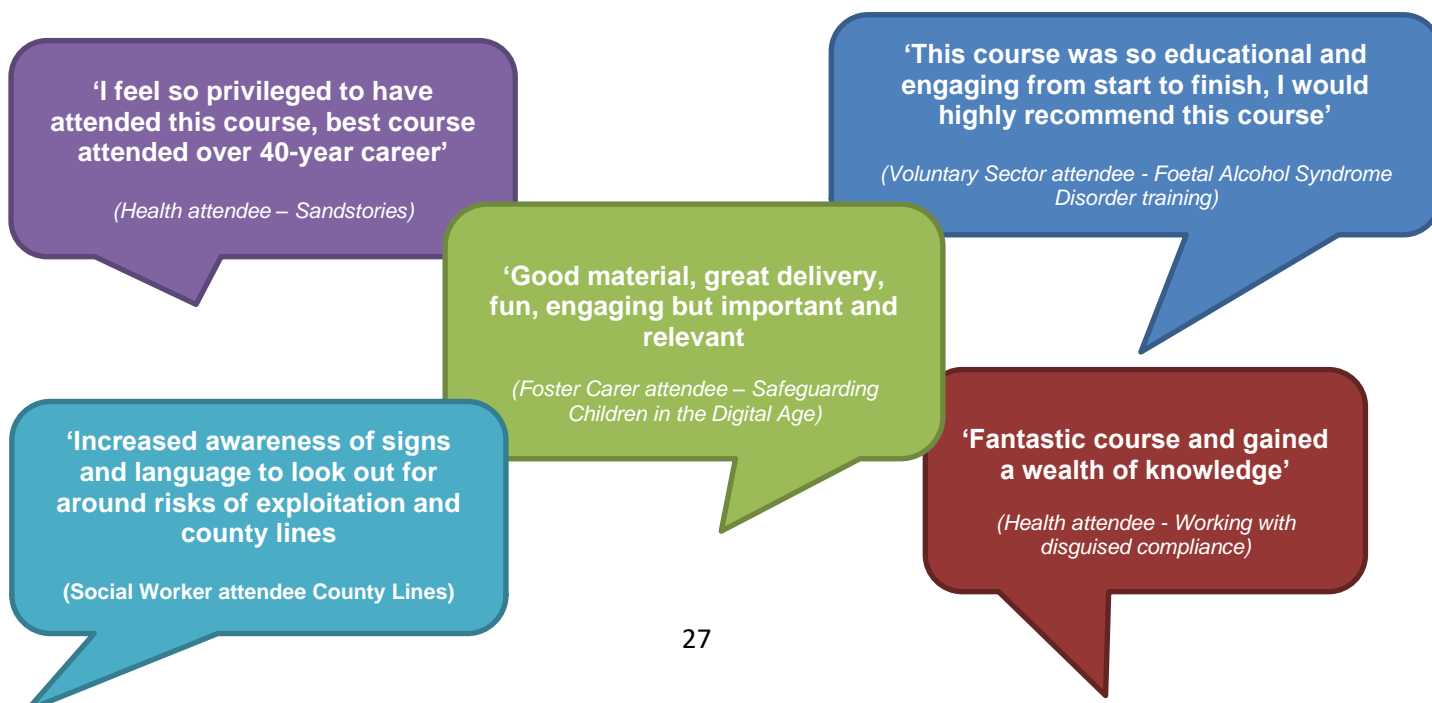 ‘I feel so privileged to have
attended this course, best course
attended over 40-year career’
(Health attendee – Sandstories)
‘This course was so educational and
engaging from start to finish, I would
highly recommend this course’
(Voluntary Sector attendee - Foetal Alcohol Syndrome
Disorder training)
‘Good material, great delivery,
fun, engaging but important and
relevant
(Foster Carer attendee – Safeguarding
Children in the Digital Age)
‘Increased awareness of signs
and language to look out for
around risks of exploitation and
county lines
(Social Worker attendee County Lines)
‘Fantastic course and gained
a wealth of knowledge’
(Health attendee - Working with
disguised compliance)
27